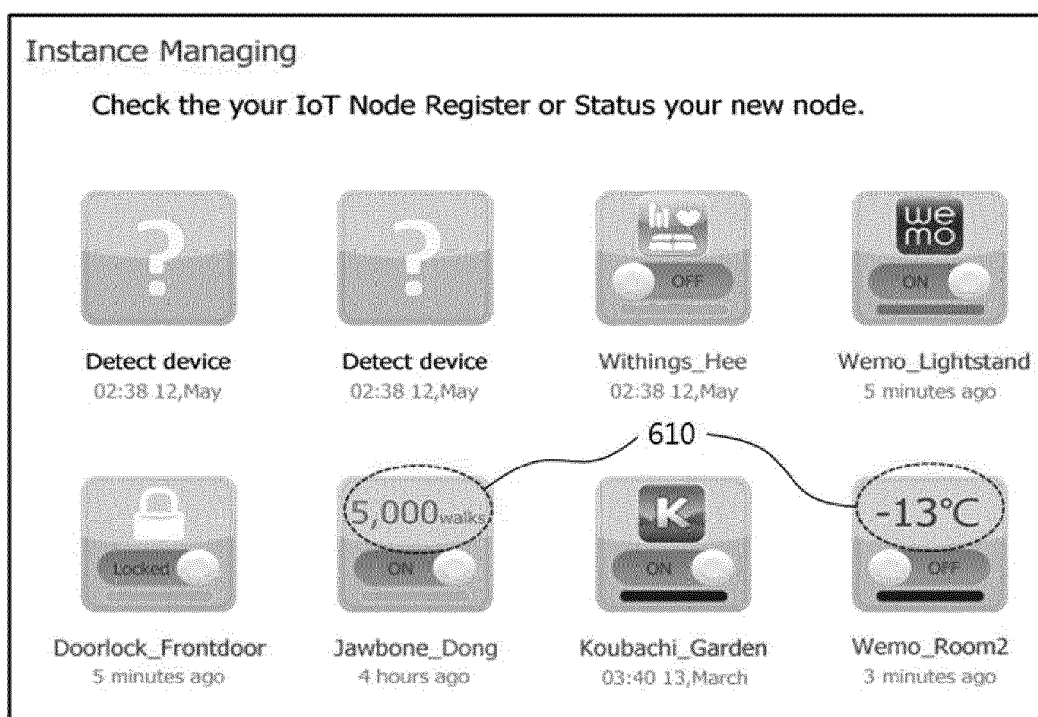 Instance Managing
Check the your IoT Node Register or Status your new node.
? ? OFF we mo ON
Detect device Detect device Withings_Hee Wemo_Lightstand
02:38 12,May 02:38 12,May 02:38 12,May 5 minutes ago
610
5,000 walks K -13°C
Locked ON ON OFF
Doorlock_Frontdoor Jawbone_Dong Koubachi_Garden Wemo_Room2
5 minutes ago 4 hours ago 03:40 13,March 3 minutes ago